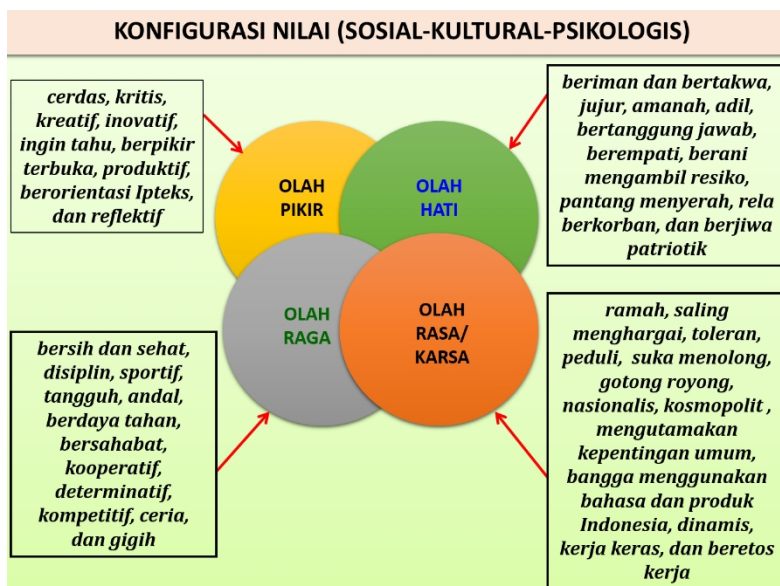 KONFIGURASI NILAI (SOSIAL-KULTURAL-PSIKOLOGIS)
cerdas, kritis,
kreatif, inovatif,
ingin tahu, berpikir
terbuka, produktif,
berorientasi Ipteks,
dan reflektif
beriman dan bertakwa,
jujur, amanah, adil,
bertanggung jawab,
berempati, berani
mengambil resiko,
pantang menyerah, rela
berkorban, dan berjiwa
patriotik
OLAH
PIKIR
OLAH
HATI
OLAH
RAGA
OLAH
RASA/
KARSA
bersih dan sehat,
disiplin, sportif,
tangguh, andal,
berdaya tahan,
bersahabat,
kooperatif,
determinatif,
kompetitif, ceria,
dan gigih
ramah, saling
menghargai, toleran,
peduli, suka menolong,
gotong royong,
nasionalis, kosmopolit ,
mengutamakan
kepentingan umum,
bangga menggunakan
bahasa dan produk
Indonesia, dinamis,
kerja keras, dan beretos
kerja